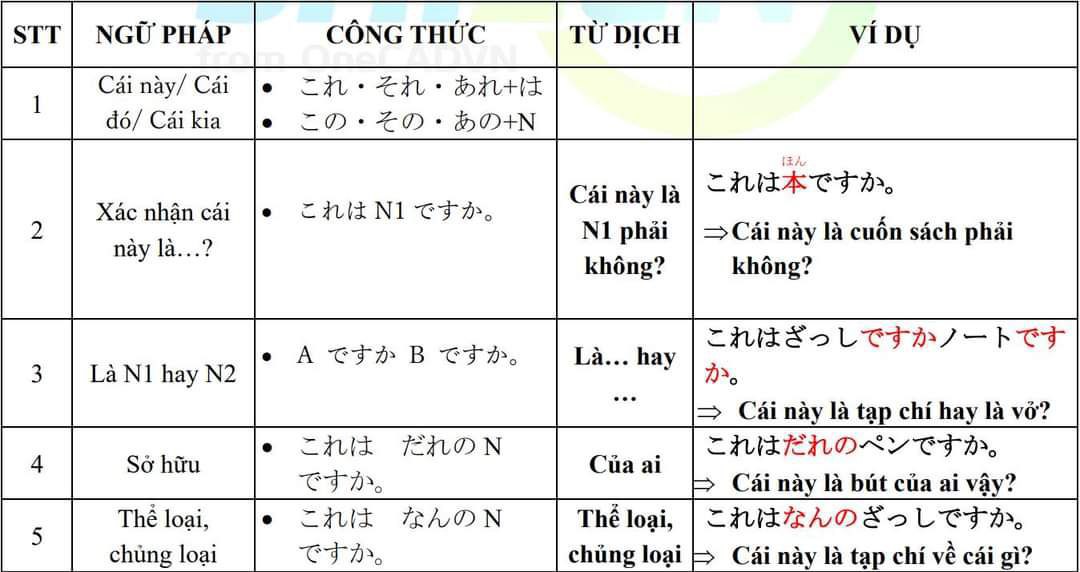 STT NGỮ PHÁP CÔNG THỨC TỪ DỊCH VÍ DỤ
from OneCADVN
1
Cái này/ Cái
đó/ Cái kia
• これ・それ・あれ+は
• この・その・あの+N
2
Xác nhận cái
này là…?
• これは N1 ですか。
Cái này là
N1 phải
không?
ほん
これは本ですか。
⇒Cái này là cuốn sách phải
không?
3
Là N1 hay N2
• A ですか B ですか。
Là… hay
…
これはざっしですかノートです
か。
⇒ Cái này là tạp chí hay là vở?
4
Sở hữu
• これは だれの N
ですか。
Của ai
これはだれのペンですか。
⇒ Cái này là bút của ai vậy?
5
Thể loại,
chủng loại
• これは なんの N
ですか。
Thể loại,
chủng loại
これはなんのざっしですか。
⇒ Cái này là tạp chí về cái gì?